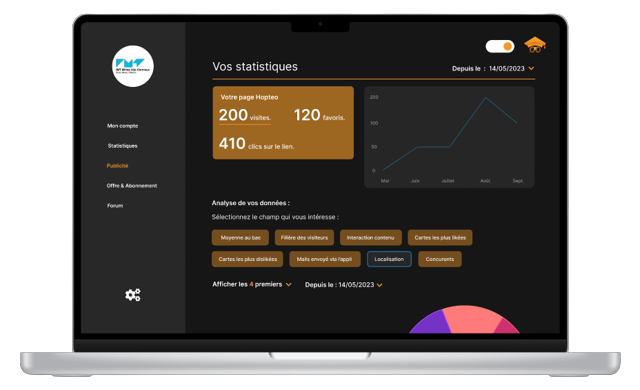 Vos statistiques
Depuis le : 14/05/2023
Votre page Hopteo
200 visites.
120 favoris.
410 clics sur le lien.
200
100
50
0
Mai
Juin
Juillet
Août
Sept.
Mon compte
Statistiques
Publicité
Offre & Abonnement
Forum
Analyse de vos données :
Sélectionnez le champ qui vous intéresse :
Moyenne au bac
Filière des visiteurs
Interaction contenu
Cartes les plus likées
Cartes les plus dislikées
Mails envoyé via l'appli
Localisation
Concurents
Afficher les 4 premiers
Depuis le : 14/05/2023